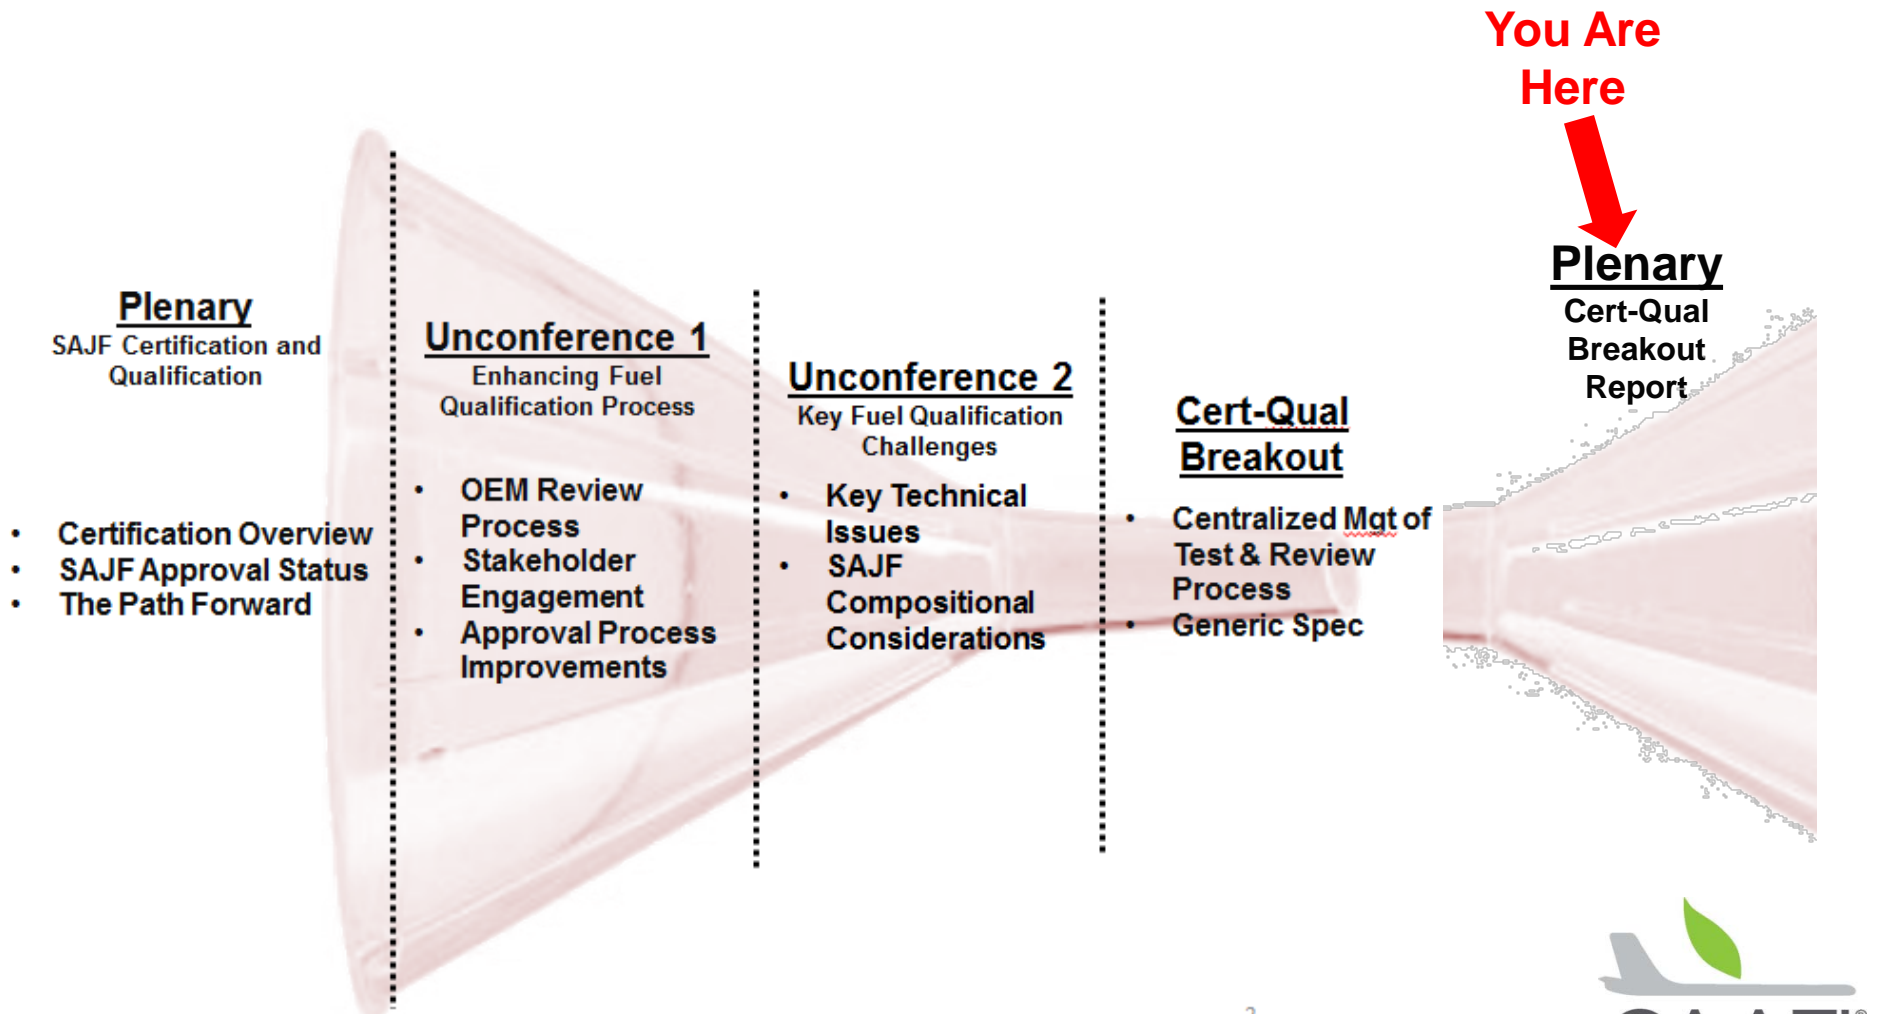 You Are
Here
Plenary
SAJF Certification and
Qualification
• Certification Overview
• SAJF Approval Status
• The Path Forward
Unconference 1
Enhancing Fuel
Qualification Process
• OEM Review
Process
• Stakeholder
Engagement
• Approval Process
Improvements
Unconference 2
Key Fuel Qualification
Challenges
• Key Technical
Issues
• SAJF
Compositional
Considerations
Cert-Qual
Breakout
• Centralized Mgt of
Test & Review
Process
• Generic Spec
Plenary
Cert-Qual
Breakout
Report